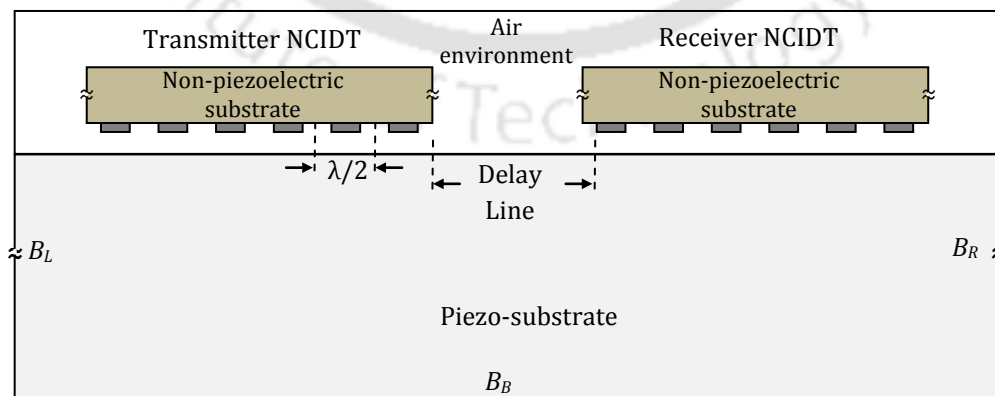 Transmitter NCIDT
Air
environment
Receiver NCIDT
Non-piezoelectric
substrate
Non-piezoelectric
substrate
λ/2
Delay
Line
B_L
B_R
Piezo-substrate
B_B